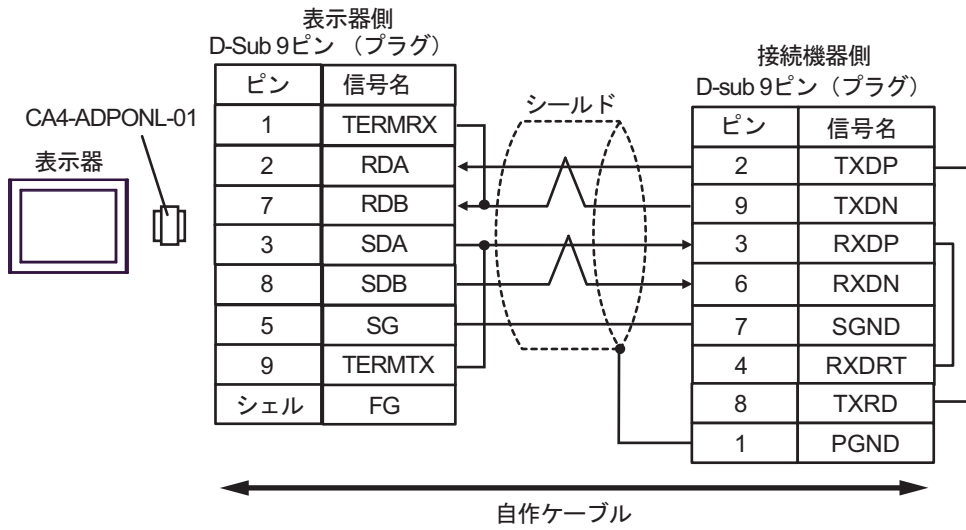 表示器側
D-Sub 9ピン （プラグ）
接続機器側
D-sub 9ピン（プラグ）
CA4-ADPONL-01
表示器
シールド
ピン 信号名
1 TERMRX
2 RDA
7 RDB
3 SDA
8 SDB
5 SG
9 TERMTX
シェル FG
ピン 信号名
2 TXDP
9 TXDN
3 RXDP
6 RXDN
7 SGND
4 RXDRT
8 TXRD
1 PGND
自作ケーブル